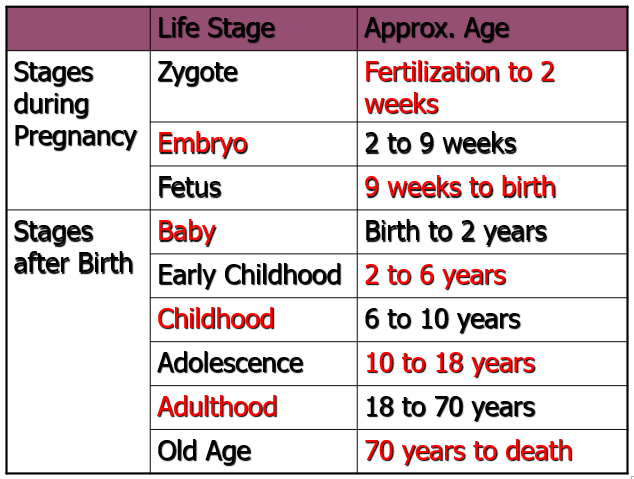 Life Stage Approx. Age
Stages during Pregnancy Zygote Fertilization to 2 weeks
Embryo 2 to 9 weeks
Fetus 9 weeks to birth
Stages after Birth Baby Birth to 2 years
Early Childhood 2 to 6 years
Childhood 6 to 10 years
Adolescence 10 to 18 years
Adulthood 18 to 70 years
Old Age 70 years to death